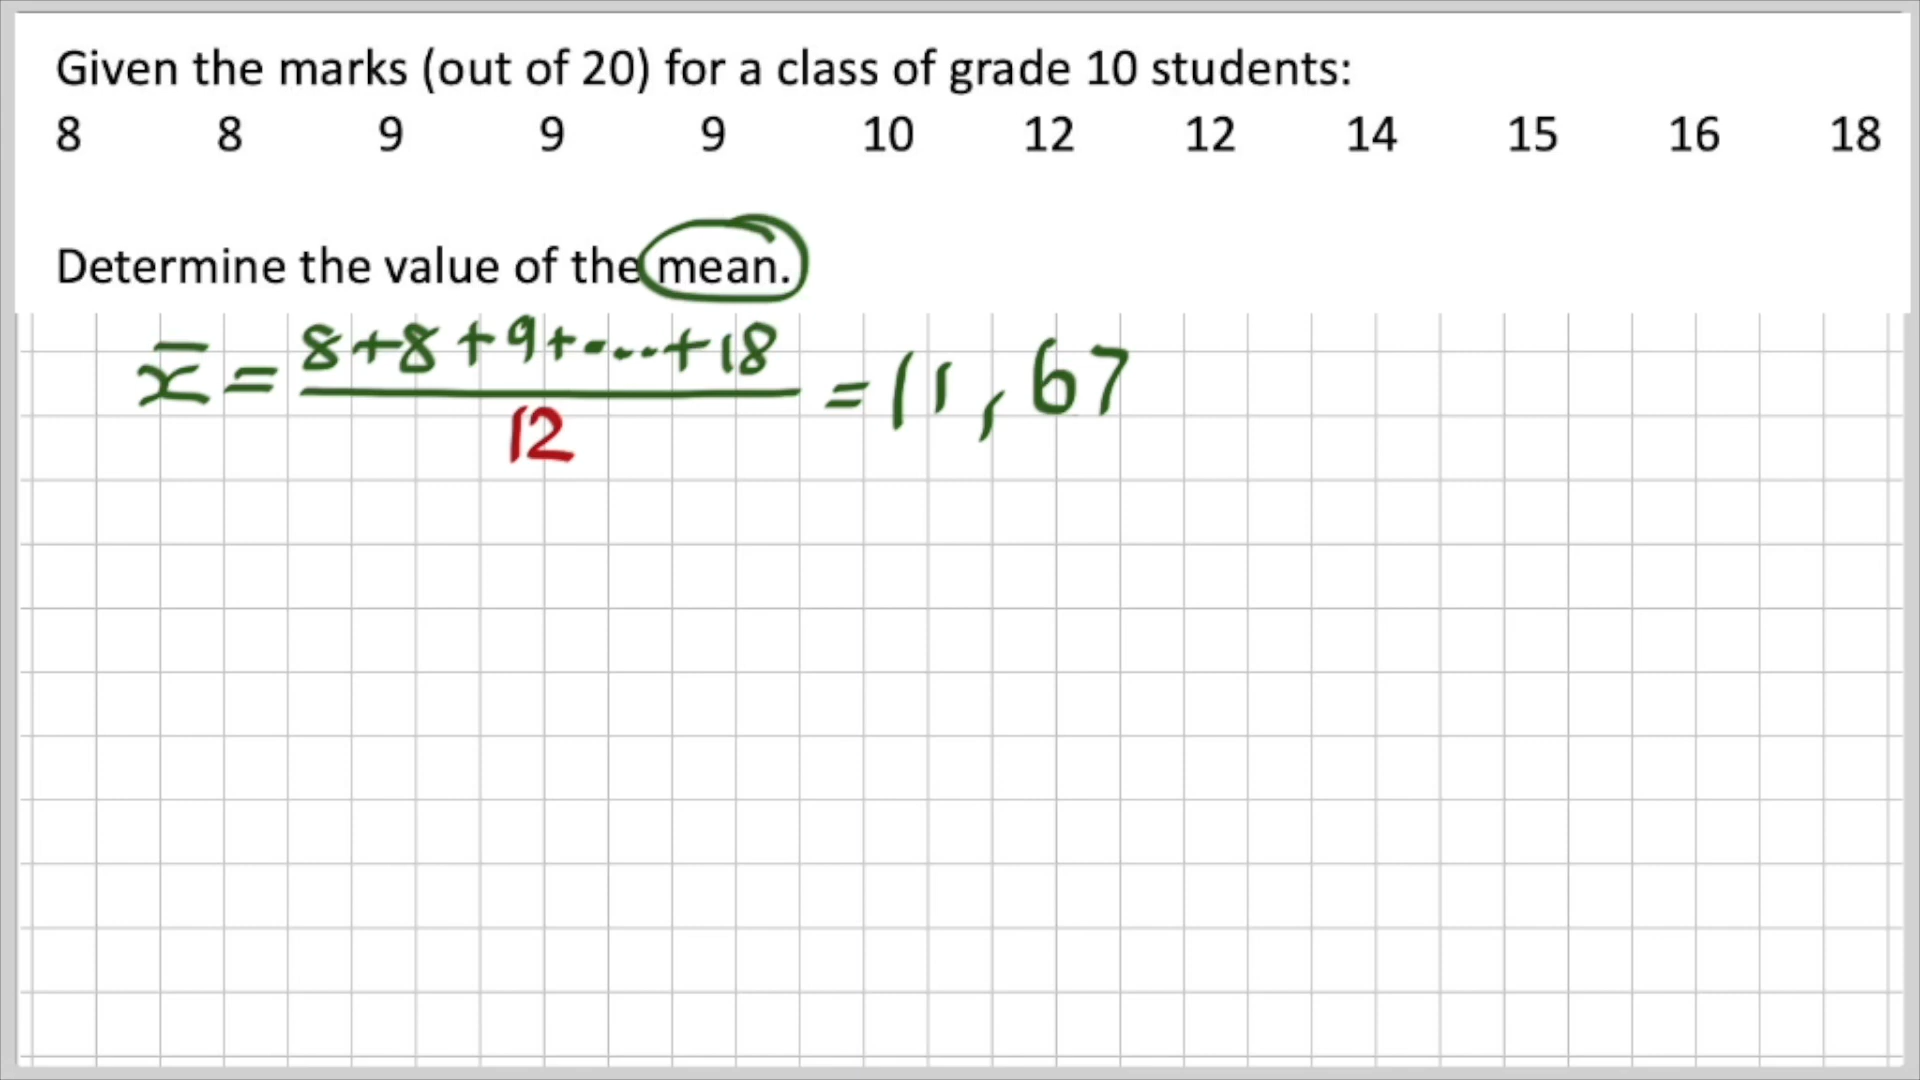 Given the marks (out of 20) for a class of grade 10 students:
8 8 9 9 9 10 12 12 14 15 16 18
Determine the value of the mean.
x̄ = 8+8+9+...+18 / 12 = 11,67